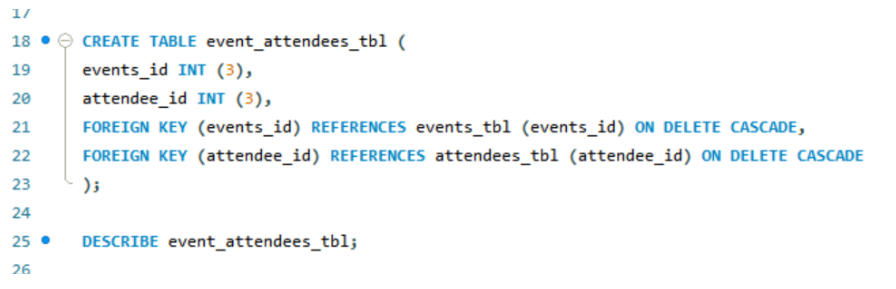 17
18 CREATE TABLE event_attendees_tbl (
19 events_id INT (3),
20 attendee_id INT (3),
21 FOREIGN KEY (events_id) REFERENCES events_tbl (events_id) ON DELETE CASCADE,
22 FOREIGN KEY (attendee_id) REFERENCES attendees_tbl (attendee_id) ON DELETE CASCADE
23 );
24
25 DESCRIBE event_attendees_tbl;
26